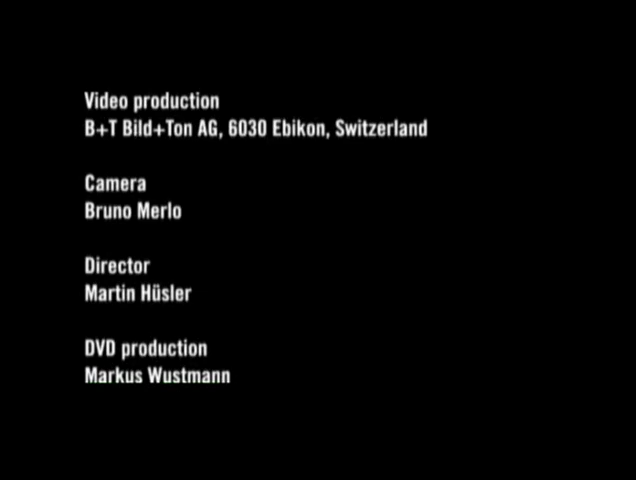 Video production
B+T Bild+Ton AG, 6030 Ebikon, Switzerland
Camera
Bruno Merlo
Director
Martin Hüsler
DVD production
Markus Wustmann